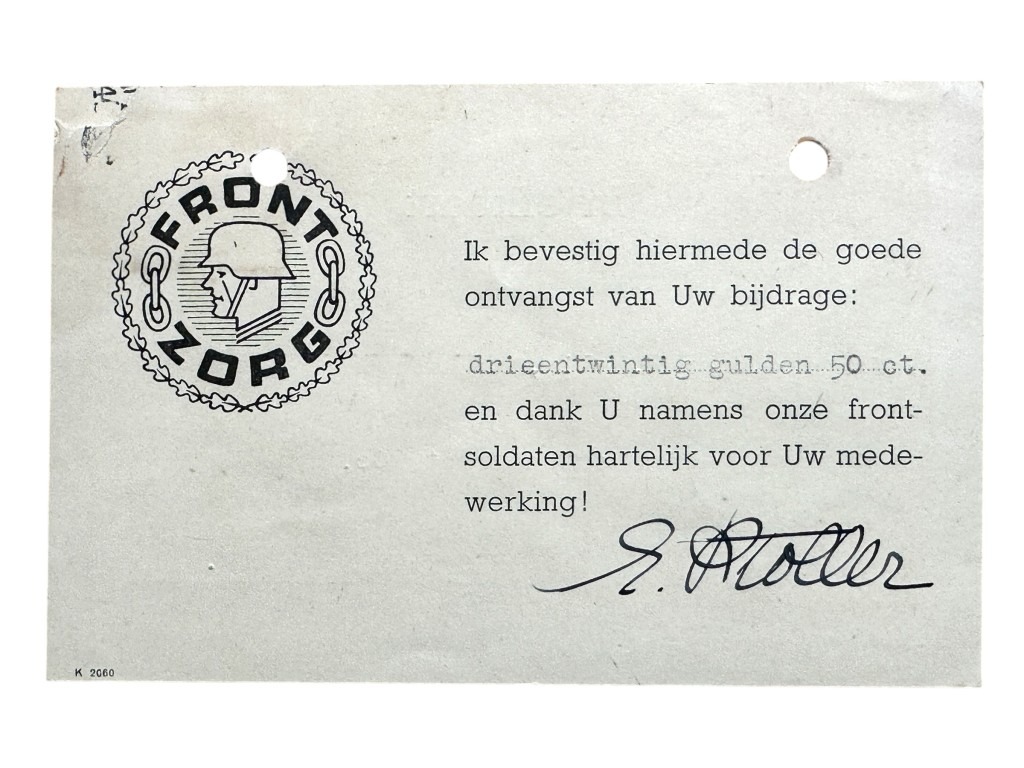 FRONT
ZORG
Ik bevestig hiermede de goede
ontvangst van Uw bijdrage:
drieentwintig gulden 50 ct.
en dank U namens onze front-
soldaten hartelijk voor Uw mede-
werking!
K 2060